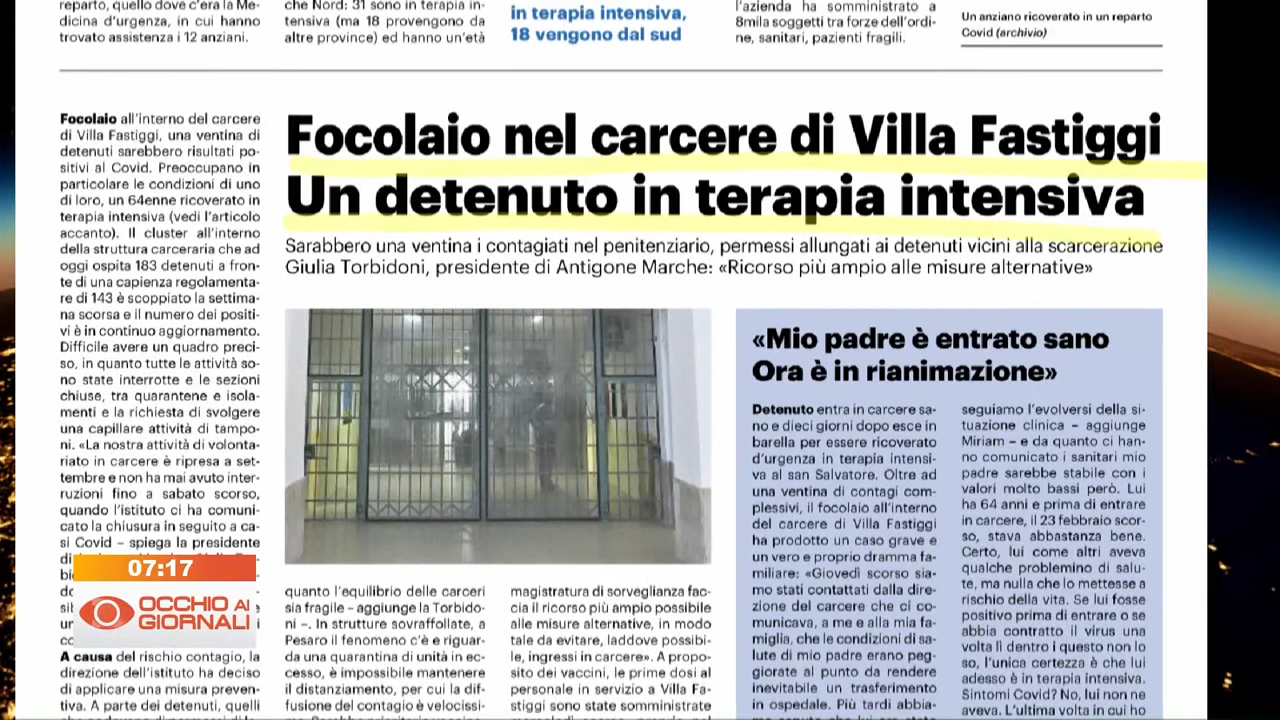 reparto, quello dove c'era la Me-
dicina d'urgenza, in cui hanno
trovato assistenza i 12 anziani.
che Nord: 31 sono in terapia in-
tensiva (ma 18 provengono da
altre province) ed hanno un'età
in terapia intensiva,
18 vengono dal sud
l'azienda ha somministrato a
8mila soggetti tra forze dell'ordi-
ne, sanitari, pazienti fragili.
Un anziano ricoverato in un reparto
Covid (archivio)
Focolaio nel carcere di Villa Fastiggi
Un detenuto in terapia intensiva
Sarabbero una ventina i contagiati nel penitenziario, permessi allungati ai detenuti vicini alla scarcerazione
Giulia Torbidoni, presidente di Antigone Marche: «Ricorso più ampio alle misure alternative»
Focolaio all'interno del carcere
di Villa Fastiggi, una ventina di
detenuti sarebbero risultati po-
sitivi al Covid. Preoccupano in
particolare le condizioni di uno
di loro, un 64enne ricoverato in
terapia intensiva (vedi l'articolo
accanto). Il cluster all'interno
della struttura carceraria che ad
oggi ospita 183 detenuti a fron-
te di una capienza regolamenta-
re di 143 è scoppiato la settima-
na scorsa e il numero dei positi-
vi è in continuo aggiornamento.
Difficile avere un quadro preci-
so, in quanto tutte le attività so-
no state interrotte e le sezioni
chiuse, tra quarantene e isola-
menti e la richiesta di svolgere
una capillare attività di tampo-
ni. «La nostra attività di volonta-
riato in carcere è ripresa a set-
tembre e non ha mai avuto inter-
ruzioni fino a sabato scorso,
quando l'istituto ci ha comuni-
cato la chiusura in seguito a ca-
si Covid – spiega la presidente
07:17
OCCHIO AI
GIORNALI
A causa del rischio contagio, la
direzione dell'istituto ha deciso
di applicare una misura preven-
tiva. A parte dei detenuti, quelli
quanto l'equilibrio delle carceri
sia fragile – aggiunge la Torbido-
ni –. In strutture sovraffollate, a
Pesaro il fenomeno c'è e riguar-
da una quarantina di unità in ec-
cesso, è impossibile mantenere
il distanziamento, per cui la dif-
fusione del contagio è velocissi-
magistratura di sorveglianza fac-
cia il ricorso più ampio possibile
alle misure alternative, in modo
tale da evitare, laddove possibi-
le, ingressi in carcere». A propo-
sito dei vaccini, le prime dosi al
personale in servizio a Villa Fa-
stiggi sono state somministrate
«Mio padre è entrato sano
Ora è in rianimazione»
Detenuto entra in carcere sa-
no e dieci giorni dopo esce in
barella per essere ricoverato
d'urgenza in terapia intensi-
va al san Salvatore. Oltre ad
una ventina di contagi com-
plessivi, il focolaio all'interno
del carcere di Villa Fastiggi
ha prodotto un caso grave e
un vero e proprio dramma fa-
miliare: «Giovedì scorso sia-
mo stati contattati dalla dire-
zione del carcere che ci co-
municava, a me e alla mia fa-
miglia, che le condizioni di sa-
lute di mio padre erano peg-
giorate al punto da rendere
inevitabile un trasferimento
in ospedale. Più tardi abbia-
seguiamo l'evolversi della si-
tuazione clinica – aggiunge
Miriam – e da quanto ci han-
no comunicato i sanitari mio
padre sarebbe stabile con i
valori molto bassi però. Lui
ha 64 anni e prima di entrare
in carcere, il 23 febbraio scor-
so, stava abbastanza bene.
Certo, lui come altri aveva
qualche problemino di salu-
te, ma nulla che lo mettesse a
rischio della vita. Se lui fosse
positivo prima di entrare o se
abbia contratto il virus una
volta lì dentro i questo non lo
so, l'unica certezza è che lui
adesso è in terapia intensiva.
Sintomi Covid? No, lui non ne
aveva. L'ultima volta in cui ho